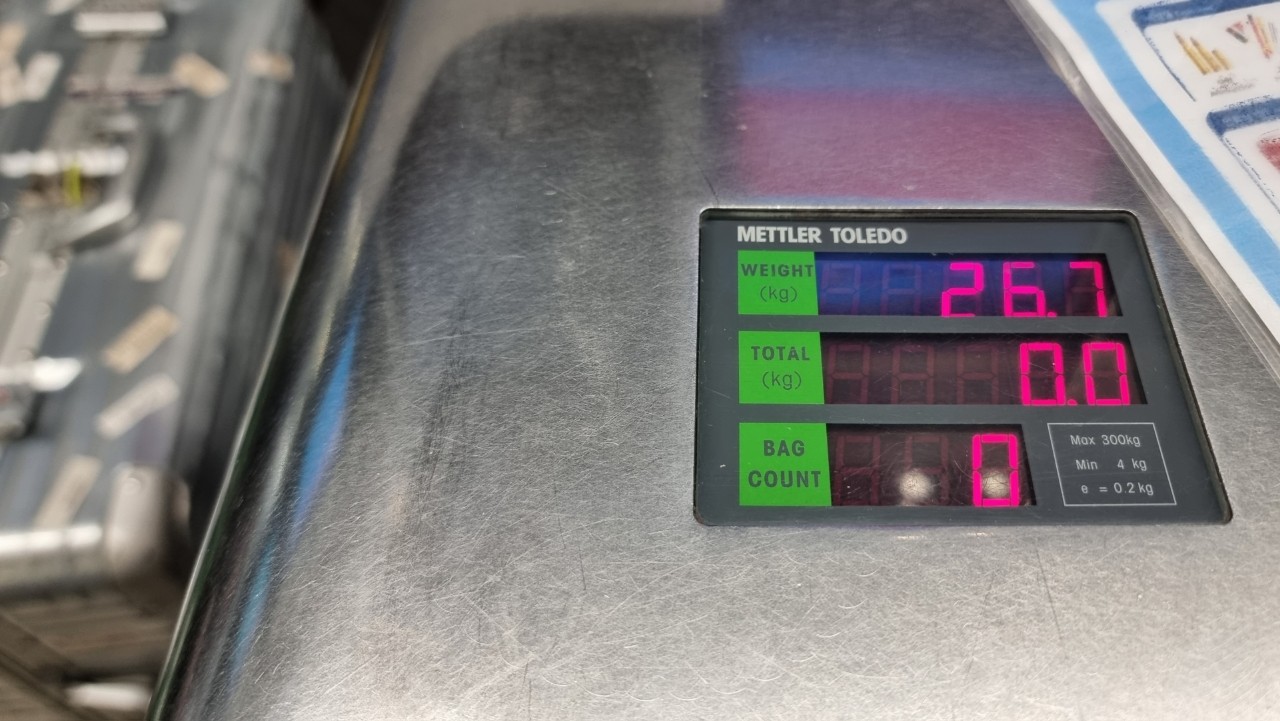 METTLER TOLEDO
WEIGHT
(kg)
26.7
TOTAL
(kg)
0.0
BAG
COUNT
0
Max 300kg
Min 4 kg
e = 0.2kg